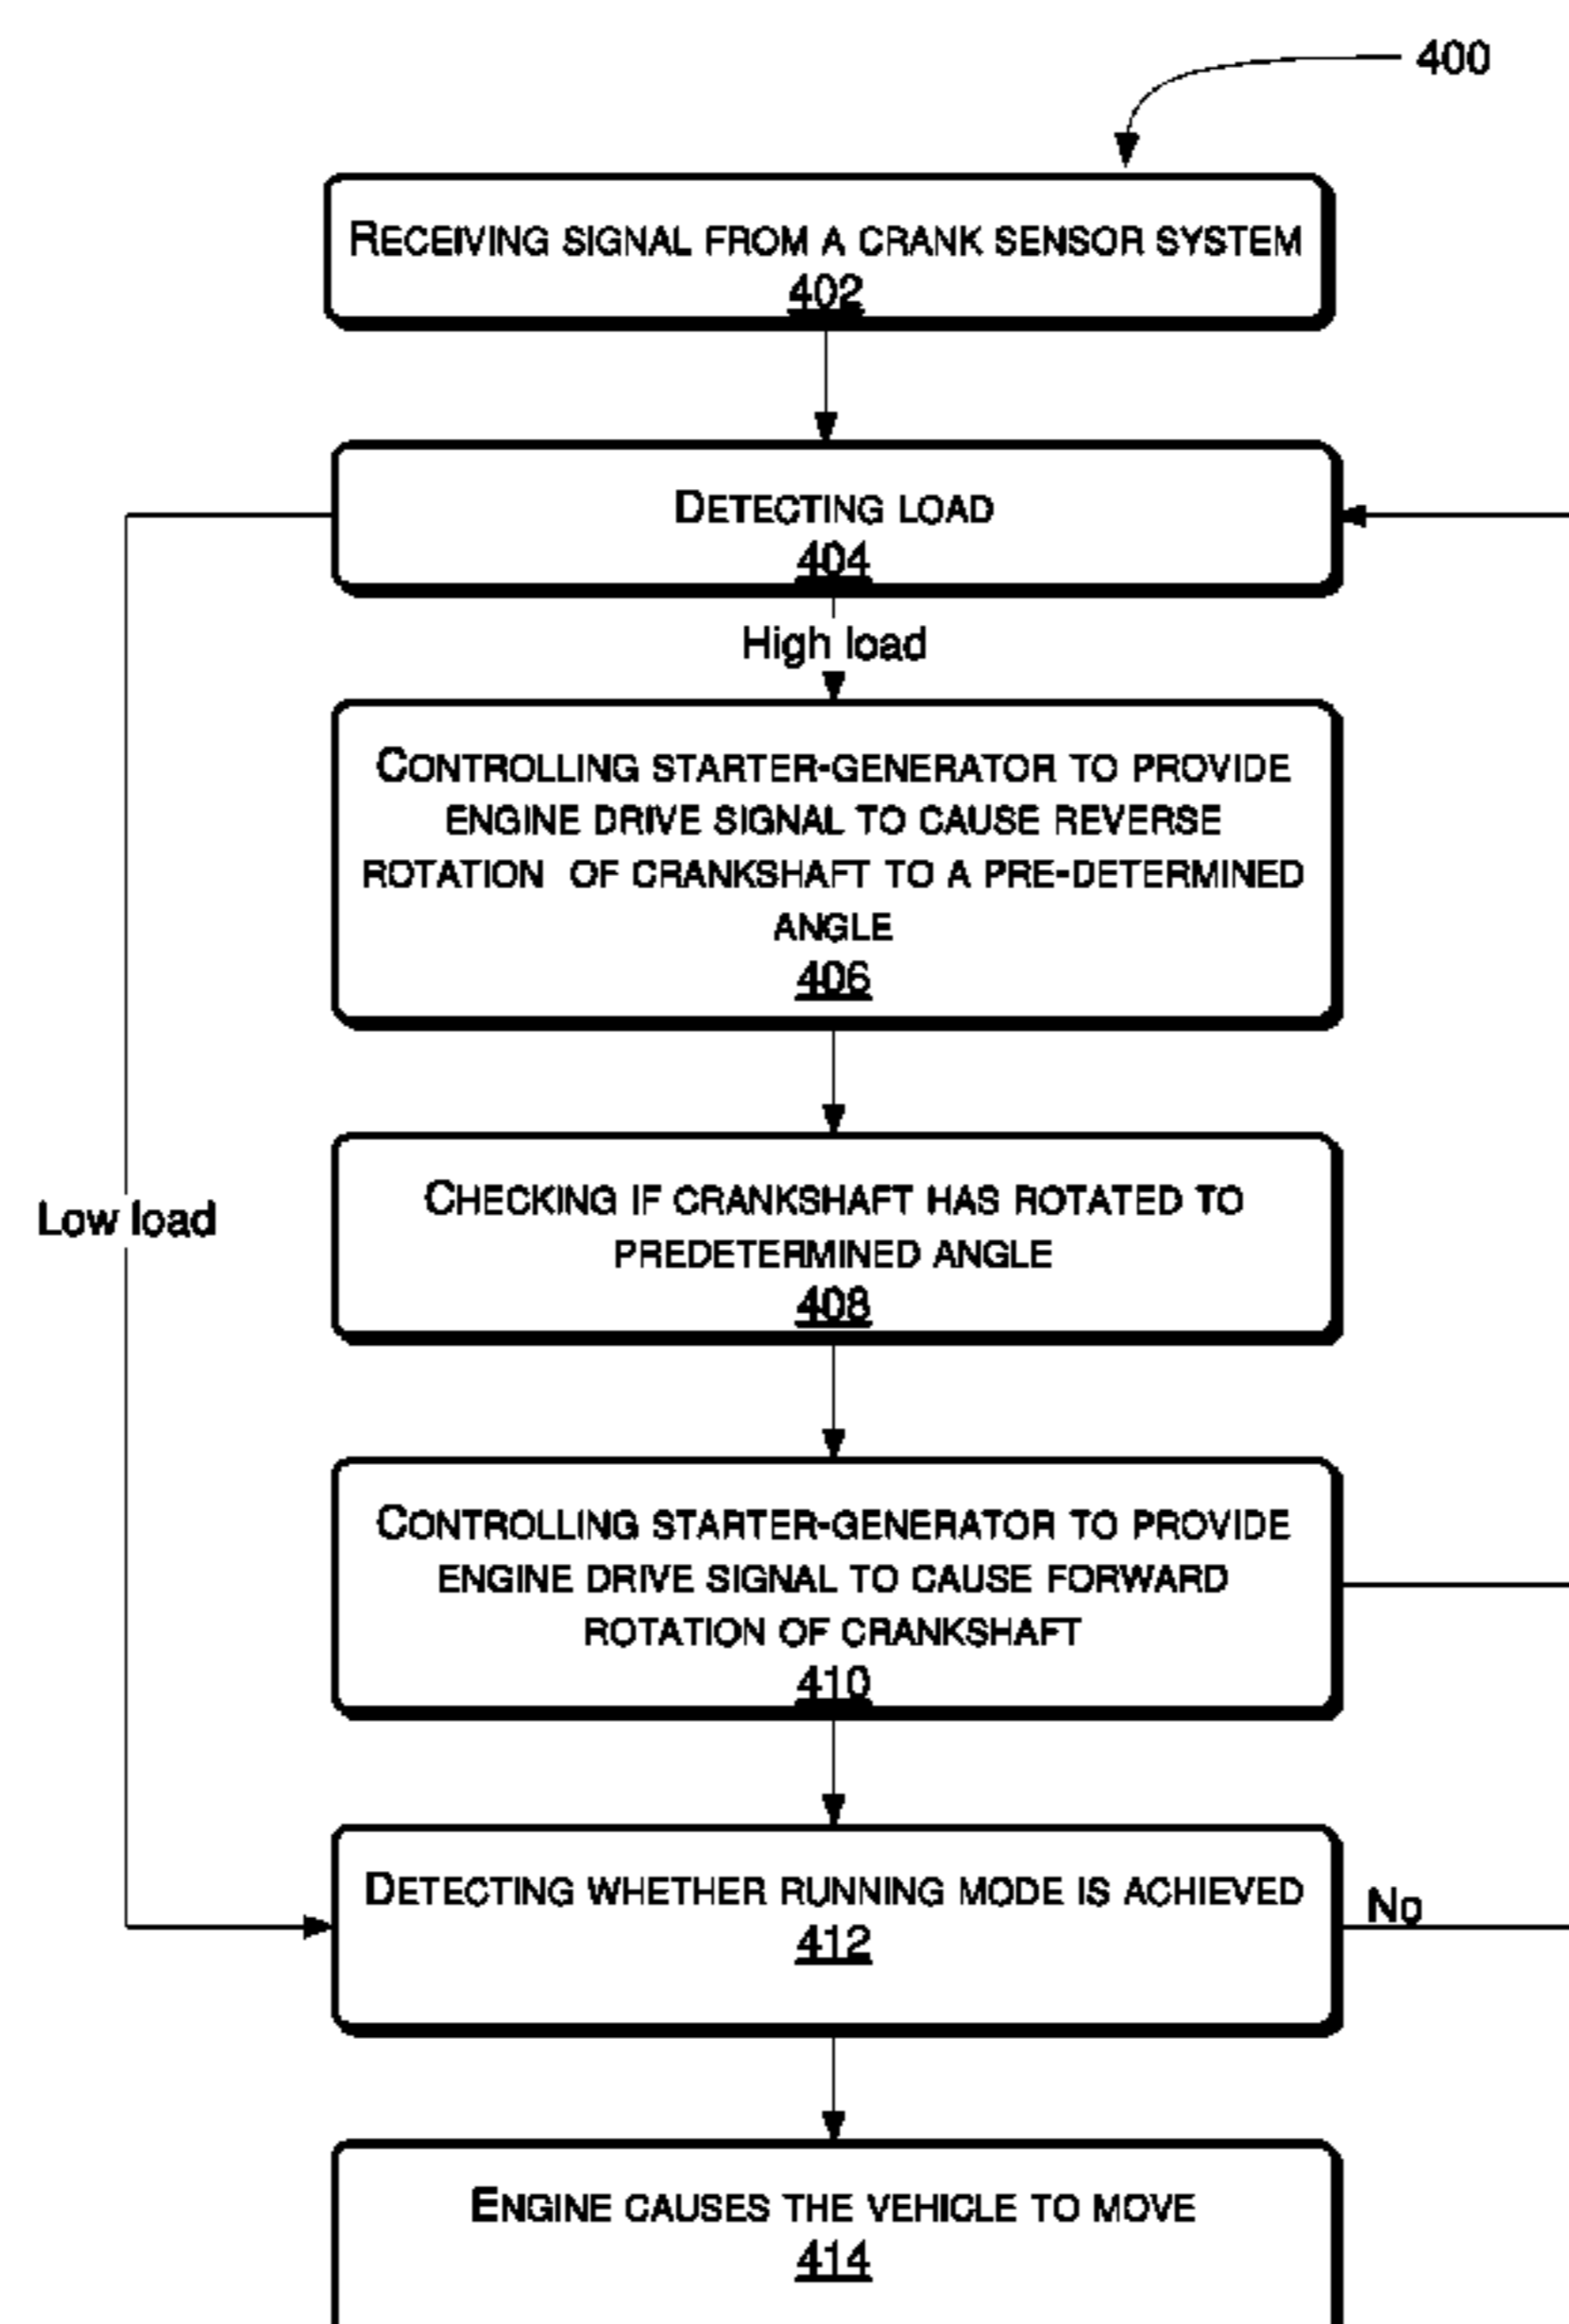 400
RECEIVING SIGNAL FROM A CRANK SENSOR SYSTEM
402
DETECTING LOAD
404
High load
CONTROLLING STARTER-GENERATOR TO PROVIDE
ENGINE DRIVE SIGNAL TO CAUSE REVERSE
ROTATION OF CRANKSHAFT TO A PRE-DETERMINED
ANGLE
406
Low load
CHECKING IF CRANKSHAFT HAS ROTATED TO
PREDETERMINED ANGLE
408
CONTROLLING STARTER-GENERATOR TO PROVIDE
ENGINE DRIVE SIGNAL TO CAUSE FORWARD
ROTATION OF CRANKSHAFT
410
DETECTING WHETHER RUNNING MODE IS ACHIEVED
412
No
ENGINE CAUSES THE VEHICLE TO MOVE
414